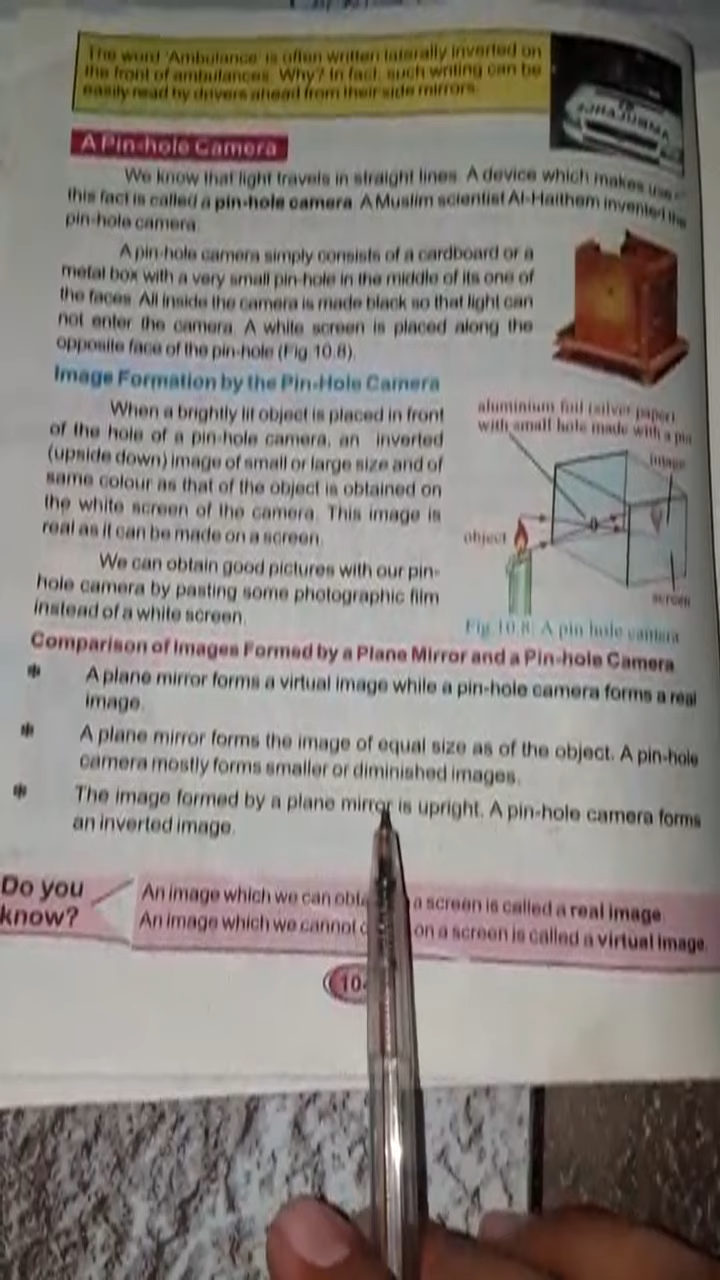 The word 'Ambulance' is often written laterally inverted on
the front of ambulances. Why? In fact, such writing can be
easily read by drivers ahead from their side mirrors.
A Pin-hole Camera
We know that light travels in straight lines. A device which makes use
this fact is called a pin-hole camera. A Muslim scientist Al-Haithem invented the
pin-hole camera.
A pin-hole camera simply consists of a cardboard or a
metal box with a very small pin-hole in the middle of its one of
the faces. All inside the camera is made black so that light can
not enter the camera. A white screen is placed along the
opposite face of the pin-hole (Fig 10.8).
Image Formation by the Pin-Hole Camera
When a brightly lit object is placed in front
of the hole of a pin-hole camera, an inverted
(upside down) image of small or large size and of
same colour as that of the object is obtained on
the white screen of the camera. This image is
real as it can be made on a screen.
We can obtain good pictures with our pin-
hole camera by pasting some photographic film
instead of a white screen.
aluminium foil (silver paper)
with small hole made with a pin
image
object
screen
Fig 10.8: A pin hole camera
Comparison of Images Formed by a Plane Mirror and a Pin-hole Camera
* A plane mirror forms a virtual image while a pin-hole camera forms a real
image.
* A plane mirror forms the image of equal size as of the object. A pin-hole
camera mostly forms smaller or diminished images.
* The image formed by a plane mirror is upright. A pin-hole camera forms
an inverted image.
Do you
know?
An image which we can a screen is called a real image.
An image which we cannot on a screen is called a virtual image.